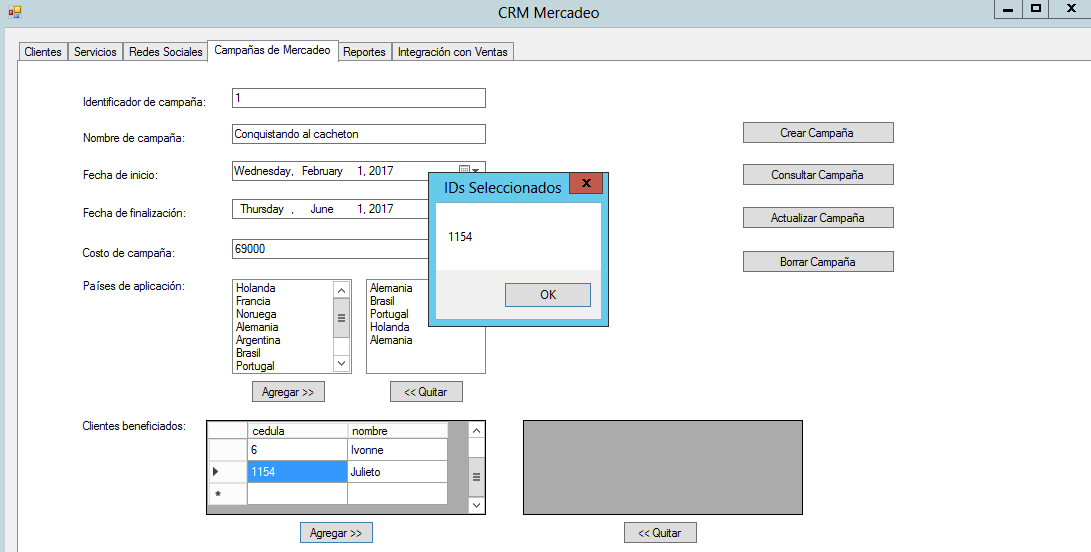 CRM Mercadeo
Clientes Servicios Redes Sociales Campañas de Mercadeo Reportes Integración con Ventas
Identificador de campaña: 1
Nombre de campaña: Conquistando al cacheton
Fecha de inicio: Wednesday, February 1, 2017
Fecha de finalización: Thursday , June 1, 2017
Costo de campaña: 69000
Países de aplicación:
Holanda
Francia
Noruega
Alemania
Argentina
Brasil
Portugal
Alemania
Brasil
Portugal
Holanda
Alemania
Agregar >> << Quitar
Crear Campaña
Consultar Campaña
Actualizar Campaña
Borrar Campaña
IDs Seleccionados
1154
OK
Clientes beneficiados:
cedula nombre
6 Ivonne
1154 Julieto
*
Agregar >> << Quitar